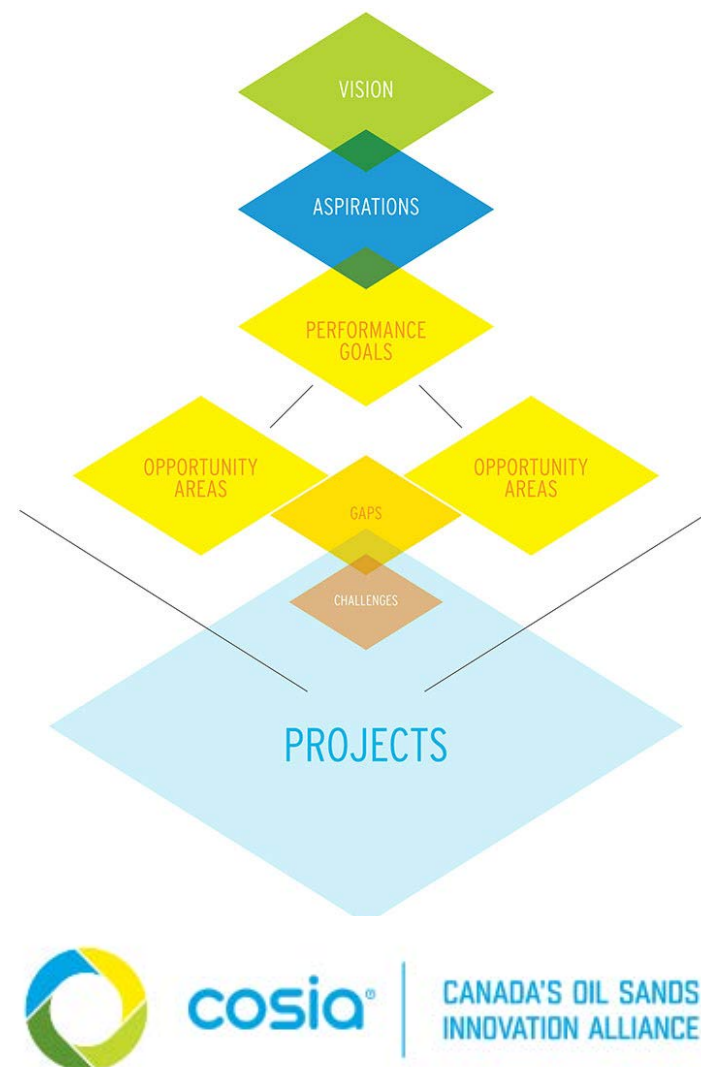 VISION
ASPIRATIONS
PERFORMANCE
GOALS
OPPORTUNITY
AREAS
OPPORTUNITY
AREAS
GAPS
CHALLENGES
PROJECTS
cosia®
CANADA'S OIL SANDS
INNOVATION ALLIANCE